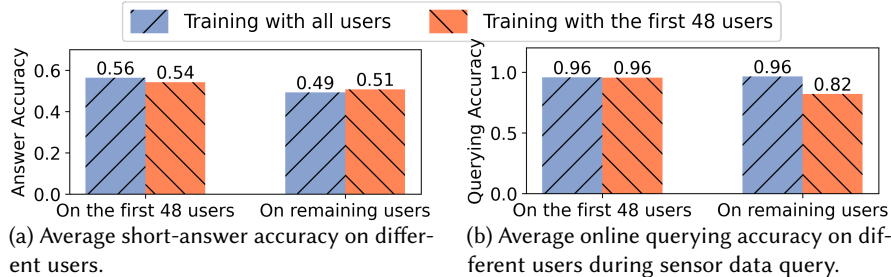 Training with all users
Training with the first 48 users
Answer Accuracy
0.6
0.4
0.2
0.0
0.56
0.54
0.49
0.51
On the first 48 users
On remaining users
(a) Average short-answer accuracy on differ-
ent users.
Querying Accuracy
1.0
0.5
0.0
0.96
0.96
0.96
0.82
On the first 48 users
On remaining users
(b) Average online querying accuracy on dif-
ferent users during sensor data query.